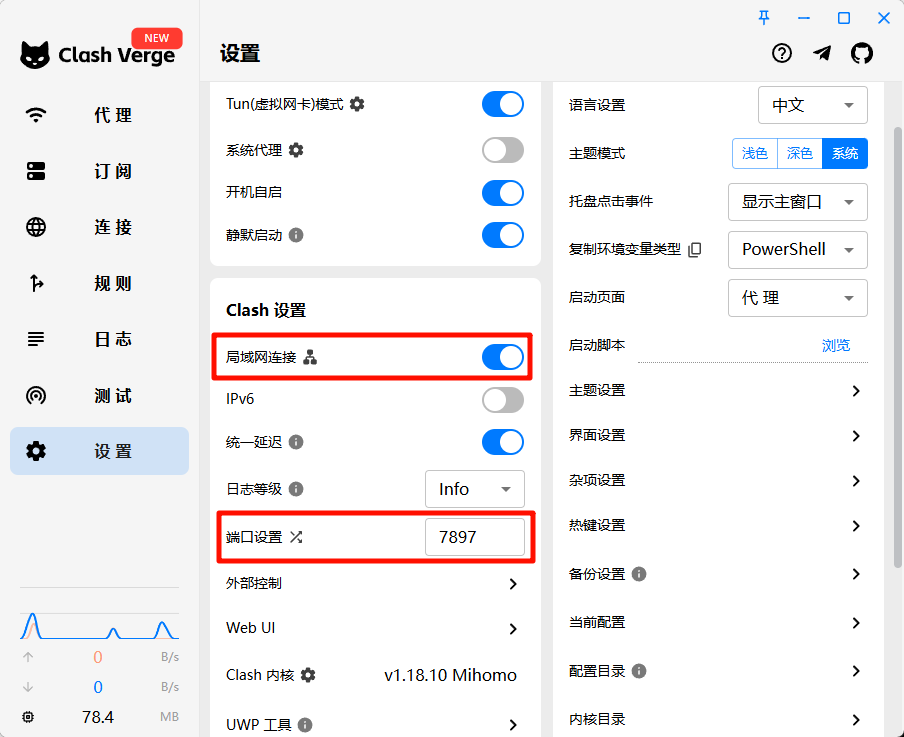 NEW
Clash Verge
代 理
订 阅
连 接
规 则
日 志
测 试
设 置
0 B/s
0 B/s
78.4 MB
设置
Tun(虚拟网卡)模式
系统代理
开机自启
静默启动
Clash 设置
局域网连接
IPv6
统一延迟
日志等级 Info
端口设置 7897
外部控制
Web UI
Clash 内核 v1.18.10 Mihomo
UWP 工具
语言设置 中文
主题模式 浅色 深色 系统
托盘点击事件 显示主窗口
复制环境变量类型 PowerShell
启动页面 代 理
启动脚本 浏览
主题设置
界面设置
杂项设置
热键设置
备份设置
当前配置
配置目录
内核目录